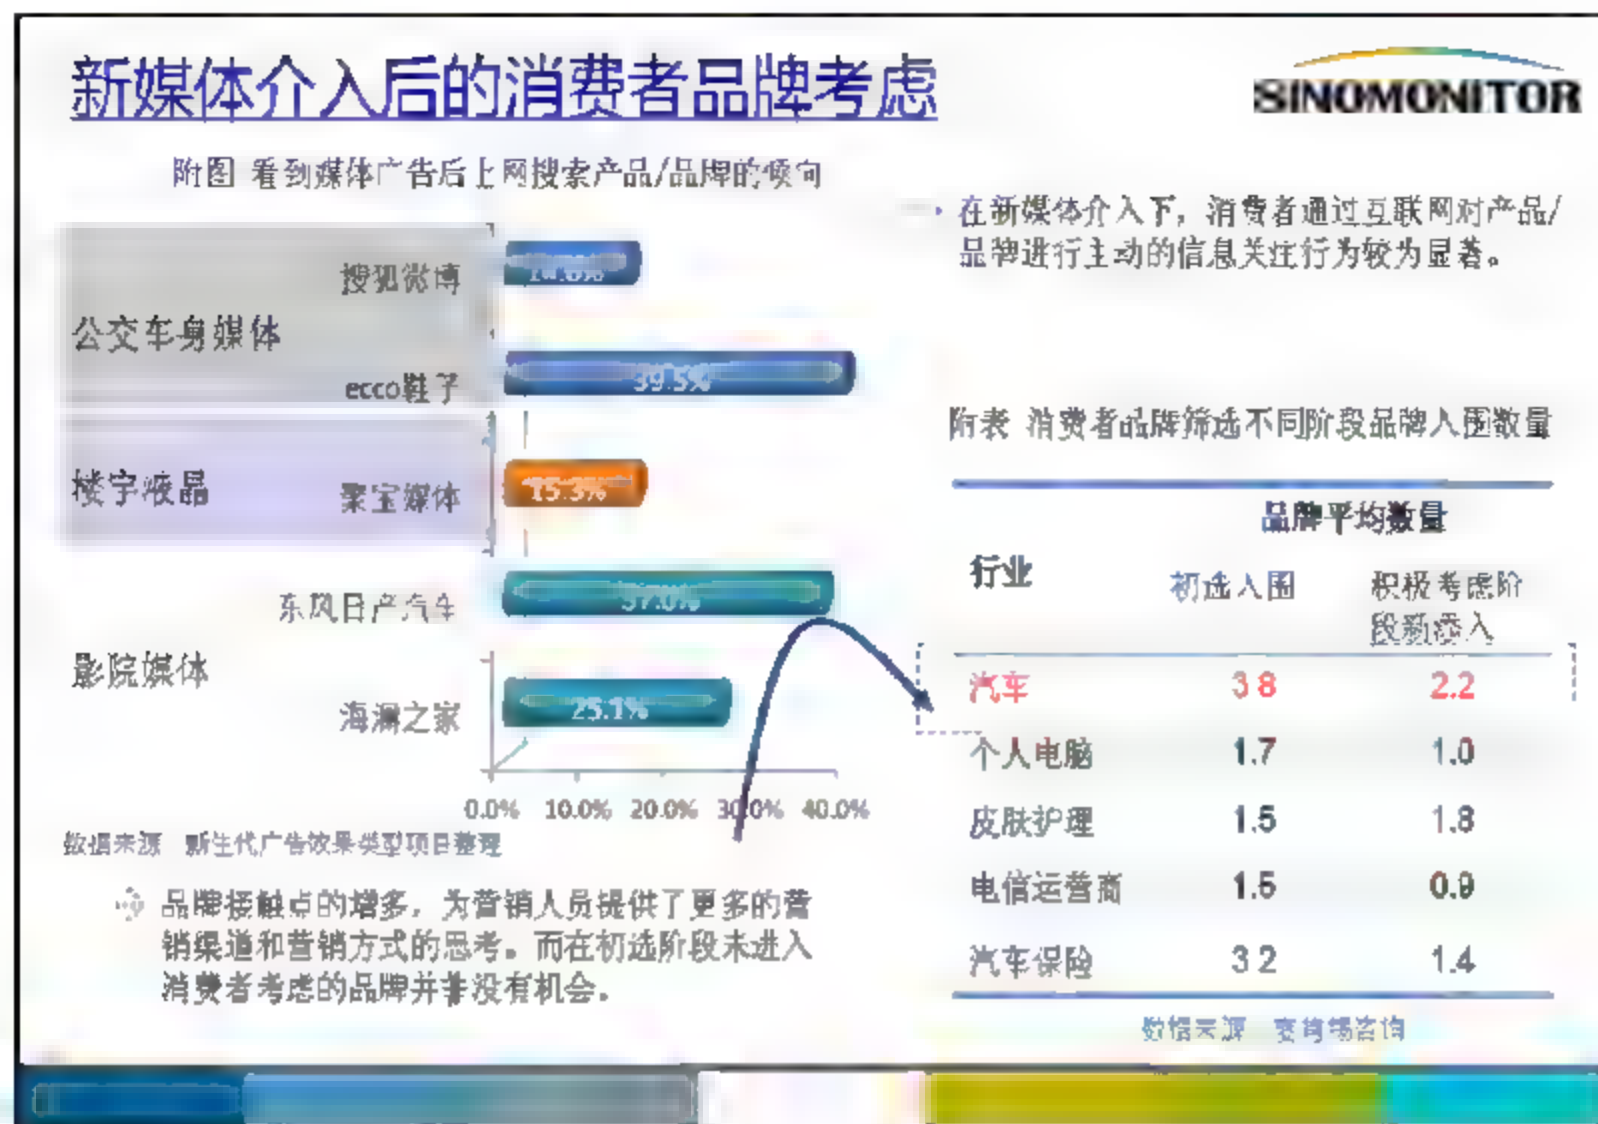 新媒体介入后的消费者品牌考虑
SINOMONITOR
附图 看到媒体广告后上网搜索产品/品牌的倾向
搜狐微博
公交车身媒体
ecco鞋子
39.5%
楼宇液晶
聚宝媒体
15.3%
东风日产汽车
37.0%
影院媒体
海澜之家
25.1%
0.0% 10.0% 20.0% 30.0% 40.0%
数据来源 新生代广告效果类型项目整理
品牌接触点的增多，为营销人员提供了更多的营
销渠道和营销方式的思考。而在初选阶段未进入
消费者考虑的品牌并非没有机会。
• 在新媒体介入下，消费者通过互联网对产品/
品牌进行主动的信息关注行为较为显著。
附表 消费者品牌筛选不同阶段品牌入围数量
品牌平均数量
行业 初选入围 积极考虑阶
段新添入
汽车 3.8 2.2
个人电脑 1.7 1.0
皮肤护理 1.5 1.8
电信运营商 1.5 0.9
汽车保险 3.2 1.4
数据来源 麦肯锡咨询